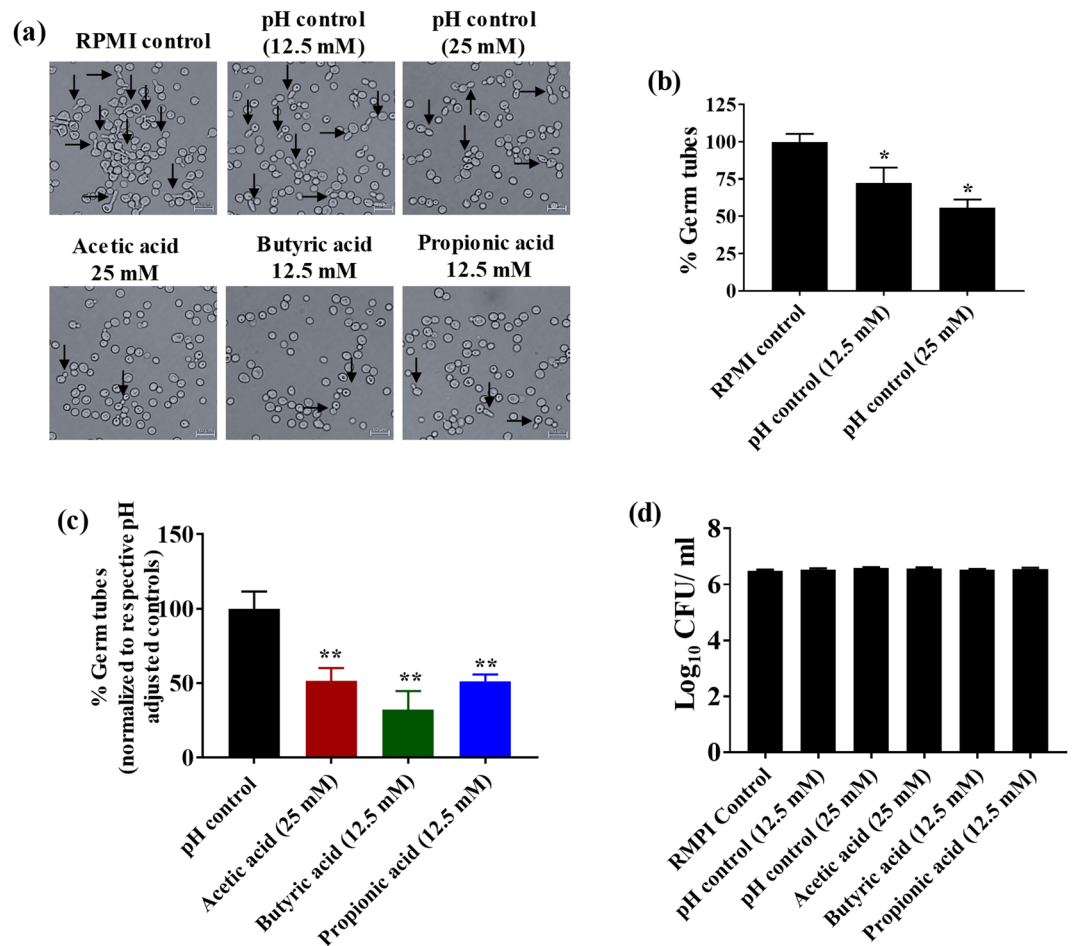 (a)
RPMI control
pH control
(12.5 mM)
pH control
(25 mM)
Acetic acid
25 mM
Butyric acid
12.5 mM
Propionic acid
12.5 mM
(b)
% Germ tubes
125
100
75
50
25
0
*
*
RPMI control
pH control (12.5 mM)
pH control (25 mM)
(c)
% Germ tubes
(normalized to respective pH
adjusted controls)
150
100
50
0
**
**
**
pH control
Acetic acid (25 mM)
Butyric acid (12.5 mM)
Propionic acid (12.5 mM)
(d)
Log10 CFU/ ml
8
6
4
2
0
RMPI Control
pH control (12.5 mM)
pH control (25 mM)
Acetic acid (25 mM)
Butyric acid (12.5 mM)
Propionic acid (12.5 mM)